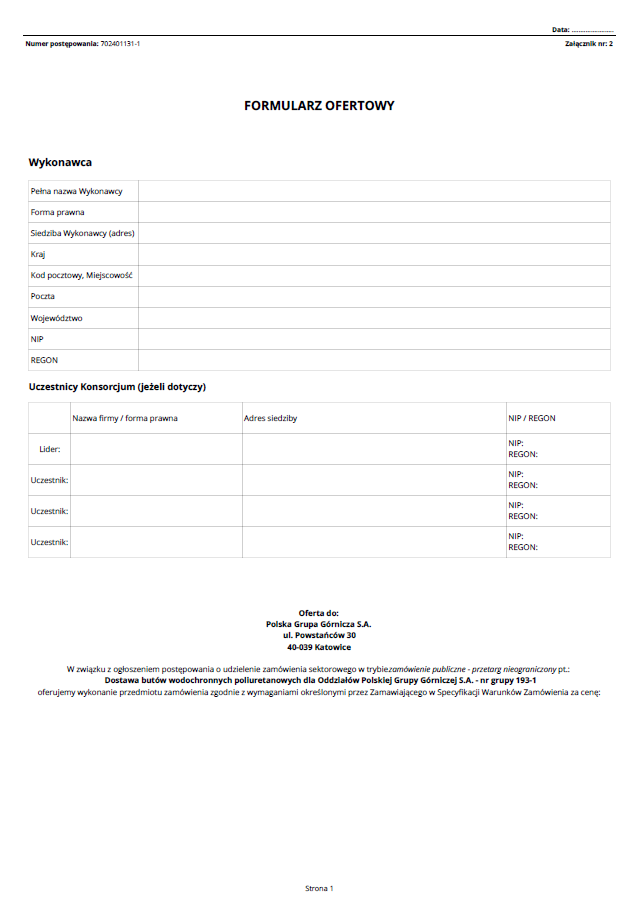 Data: ......................
Numer postępowania: 702401131-1
Załącznik nr: 2
FORMULARZ OFERTOWY
Wykonawca
Pełna nazwa Wykonawcy
Forma prawna
Siedziba Wykonawcy (adres)
Kraj
Kod pocztowy, Miejscowość
Poczta
Województwo
NIP
REGON
Uczestnicy Konsorcjum (jeżeli dotyczy)
Nazwa firmy / forma prawna
Adres siedziby
NIP / REGON
Lider:
NIP:
REGON:
Uczestnik:
NIP:
REGON:
Uczestnik:
NIP:
REGON:
Uczestnik:
NIP:
REGON:
Oferta do:
Polska Grupa Górnicza S.A.
ul. Powstańców 30
40-039 Katowice
W związku z ogłoszeniem postępowania o udzielenie zamówienia sektorowego w trybiezamówienie publiczne - przetarg nieograniczony pt.:
Dostawa butów wodochronnych poliuretanowych dla Oddziałów Polskiej Grupy Górniczej S.A. - nr grupy 193-1
oferujemy wykonanie przedmiotu zamówienia zgodnie z wymaganiami określonymi przez Zamawiającego w Specyfikacji Warunków Zamówienia za cenę:
Strona 1